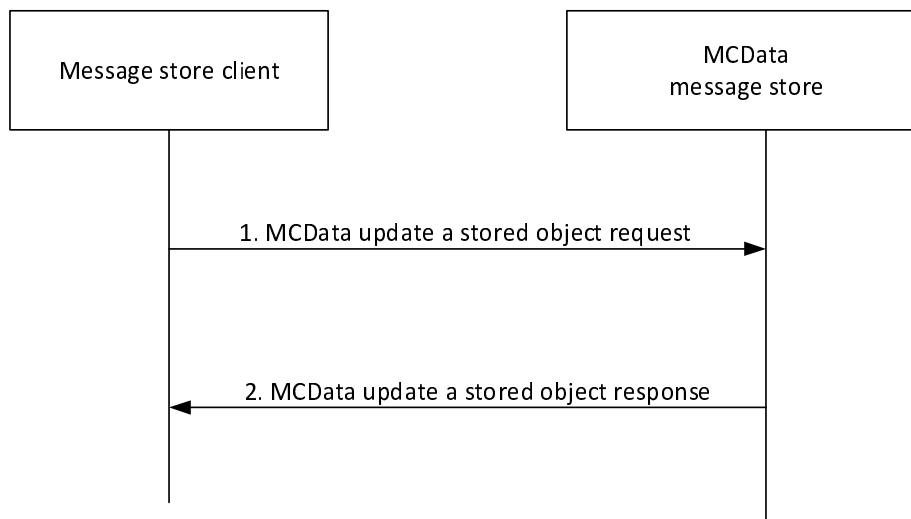 Message store client
MCData
message store
1. MCData update a stored object request
2. MCData update a stored object response